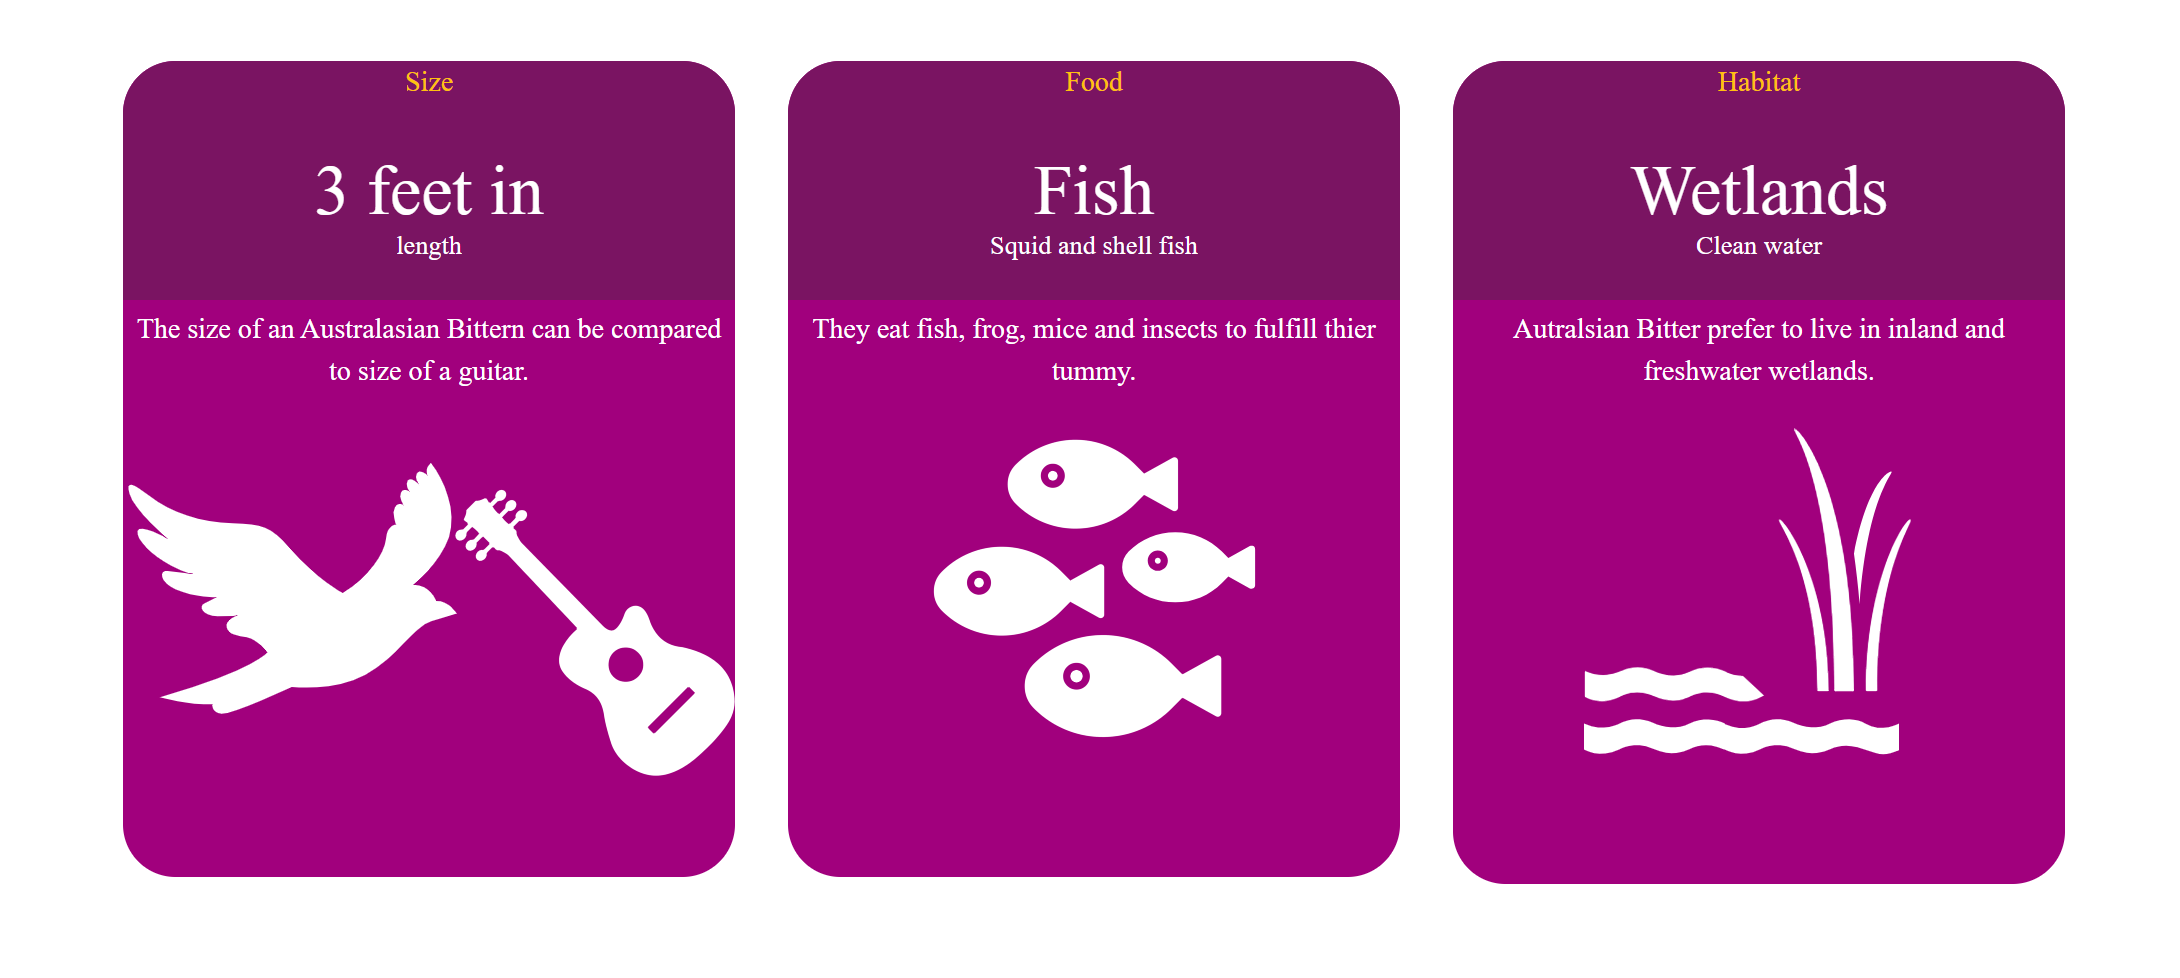 Size
3 feet in
length
The size of an Australasian Bittern can be compared
to size of a guitar.
Food
Fish
Squid and shell fish
They eat fish, frog, mice and insects to fulfill thier
tummy.
Habitat
Wetlands
Clean water
Autralsian Bitter prefer to live in inland and
freshwater wetlands.